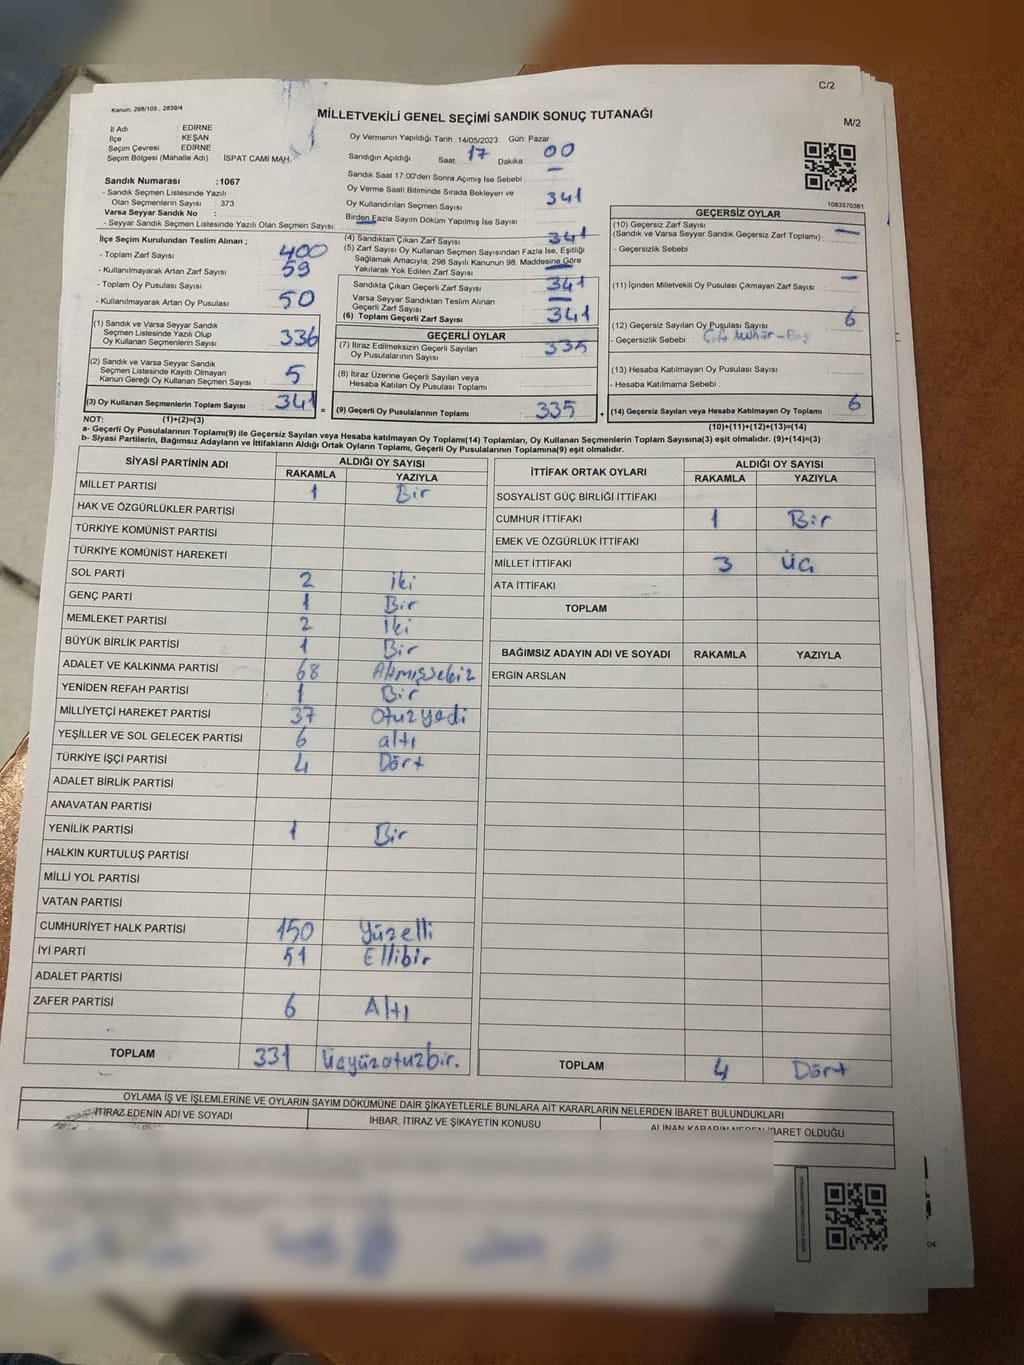 C/2
Kanun: 298/105 , 2839/4
MİLLETVEKİLİ GENEL SEÇİMİ SANDIK SONUÇ TUTANAĞI
M/2
İl Adı : EDİRNE
İlçe : KEŞAN
Seçim Çevresi : EDİRNE
Seçim Bölgesi (Mahalle Adı) : İSPAT CAMİ MAH.
Sandık Numarası :1067
- Sandık Seçmen Listesinde Yazılı
Olan Seçmenlerin Sayısı : 373
Varsa Seyyar Sandık No :
- Seyyar Sandık Seçmen Listesinde Yazılı Olan Seçmen Sayısı :
Oy Vermenin Yapıldığı Tarih :14/05/2023 Gün: Pazar
Sandığın Açıldığı Saat: 17 Dakika : 00
Sandık Saat 17:00'den Sonra Açımış İse Sebebi : —
Oy Verme Saati Bitiminde Sırada Bekleyen ve
Oy Kullandırılan Seçmen Sayısı : 341
Birden Fazla Sayım Döküm Yapılmış İse Sayısı :
1083570361
İlçe Seçim Kurulundan Teslim Alınan ;
- Toplam Zarf Sayısı : 400
- Kullanılmayarak Artan Zarf Sayısı : 59
- Toplam Oy Pusulası Sayısı :
- Kullanılmayarak Artan Oy Pusulası : 50
(1) Sandık ve Varsa Seyyar Sandık
Seçmen Listesinde Yazılı Olup
Oy Kullanan Seçmenlerin Sayısı : 336
(2) Sandık ve Varsa Seyyar Sandık
Seçmen Listesinde Kayıtlı Olmayan
Kanun Gereği Oy Kullanan Seçmen Sayısı : 5
(3) Oy Kullanan Seçmenlerin Toplam Sayısı : 341
(1)+(2)=(3)
(4) Sandıktan Çıkan Zarf Sayısı : 341
(5) Zarf Sayısı Oy Kullanan Seçmen Sayısından Fazla İse, Eşitliği
Sağlamak Amacıyla, 298 Sayılı Kanunun 98. Maddesine Göre
Yakılarak Yok Edilen Zarf Sayısı : —
Sandıkta Çıkan Geçerli Zarf Sayısı : 341
Varsa Seyyar Sandıktan Teslim Alınan
Geçerli Zarf Sayısı : —
(6) Toplam Geçerli Zarf Sayısı : 341
GEÇERLİ OYLAR
(7) İtiraz Edilmeksizin Geçerli Sayılan
Oy Pusulalarının Sayısı : 335
(8) İtiraz Üzerine Geçerli Sayılan veya
Hesaba Katılan Oy Pusulası Toplamı :
= (9) Geçerli Oy Pusulalarının Toplamı : 335
GEÇERSİZ OYLAR
(10) Geçersiz Zarf Sayısı
(Sandık ve Varsa Seyyar Sandık Geçersiz Zarf Toplamı) : —
- Geçersizlik Sebebi :
(11) İçinden Milletvekili Oy Pusulası Çıkmayan Zarf Sayısı : —
(12) Geçersiz Sayılan Oy Pusulası Sayısı : 6
- Geçersizlik Sebebi : Çift Mühür-Boş
(13) Hesaba Katılmayan Oy Pusulası Sayısı :
- Hesaba Katılmama Sebebi :
+ (14) Geçersiz Sayılan veya Hesaba Katılmayan Oy Toplamı : 6
(10)+(11)+(12)+(13)=(14)
NOT:
a- Geçerli Oy Pusulalarının Toplamı(9) ile Geçersiz Sayılan veya Hesaba katılmayan Oy Toplamı(14) Toplamları, Oy Kullanan Seçmenlerin Toplam Sayısına(3) eşit olmalıdır. (9)+(14)=(3)
b- Siyasi Partilerin, Bağımsız Adayların ve İttifakların Aldığı Ortak Oyların Toplamı, Geçerli Oy Pusulalarının Toplamına(9) eşit olmalıdır.
SİYASİ PARTİNİN ADI ALDIĞI OY SAYISI
RAKAMLA YAZIYLA
MİLLET PARTİSİ 1 Bir
HAK VE ÖZGÜRLÜKLER PARTİSİ
TÜRKİYE KOMÜNİST PARTİSİ
TÜRKİYE KOMÜNİST HAREKETİ
SOL PARTİ 2 iki
GENÇ PARTİ 1 Bir
MEMLEKET PARTİSİ 2 iki
BÜYÜK BİRLİK PARTİSİ 1 Bir
ADALET VE KALKINMA PARTİSİ 68 Atmışsekiz
YENİDEN REFAH PARTİSİ 1 Bir
MİLLİYETÇİ HAREKET PARTİSİ 37 Otuzyedi
YEŞİLLER VE SOL GELECEK PARTİSİ 6 altı
TÜRKİYE İŞÇİ PARTİSİ 4 Dört
ADALET BİRLİK PARTİSİ
ANAVATAN PARTİSİ
YENİLİK PARTİSİ 1 Bir
HALKIN KURTULUŞ PARTİSİ
MİLLİ YOL PARTİSİ
VATAN PARTİSİ
CUMHURİYET HALK PARTİSİ 150 Yüzelli
İYİ PARTİ 51 Ellibir
ADALET PARTİSİ
ZAFER PARTİSİ 6 Altı
TOPLAM 331 Üçyüzotuzbir.
İTTİFAK ORTAK OYLARI ALDIĞI OY SAYISI
RAKAMLA YAZIYLA
SOSYALİST GÜÇ BİRLİĞİ İTTİFAKI
CUMHUR İTTİFAKI 1 Bir
EMEK VE ÖZGÜRLÜK İTTİFAKI
MİLLET İTTİFAKI 3 ÜÇ
ATA İTTİFAKI
TOPLAM
BAĞIMSIZ ADAYIN ADI VE SOYADI RAKAMLA YAZIYLA
ERGİN ARSLAN
TOPLAM 4 Dört
OYLAMA İŞ VE İŞLEMLERİNE VE OYLARIN SAYIM DÖKÜMÜNE DAİR ŞİKAYETLERLE BUNLARA AİT KARARLARIN NELERDEN İBARET BULUNDUKLARI
İTİRAZ EDENİN ADI VE SOYADI İHBAR, İTİRAZ VE ŞİKAYETİN KONUSU ALINAN KARARIN NEDEN İBARET OLDUĞU